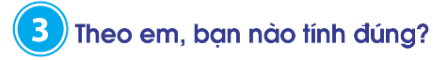 3 Theo em, bạn nào tính đúng?